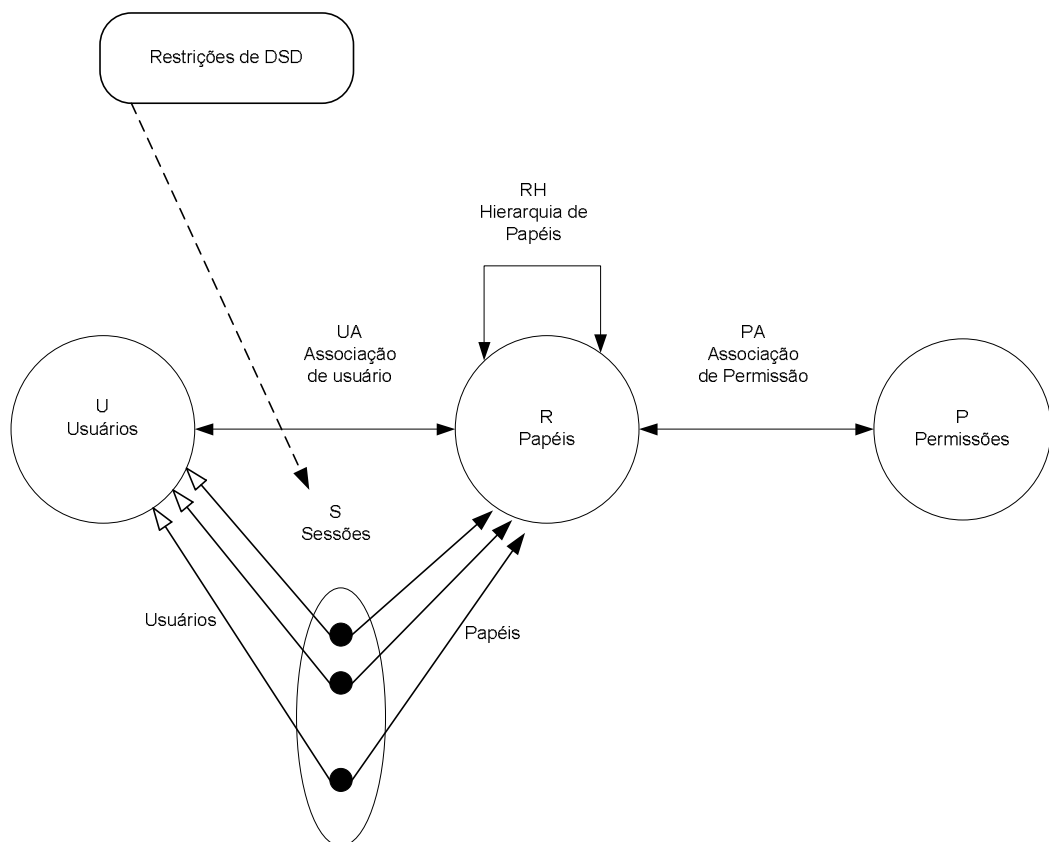 Restrições de DSD
RH
Hierarquia de
Papéis
UA
Associação
de usuário
PA
Associação
de Permissão
U
Usuários
R
Papéis
P
Permissões
S
Sessões
Usuários
Papéis